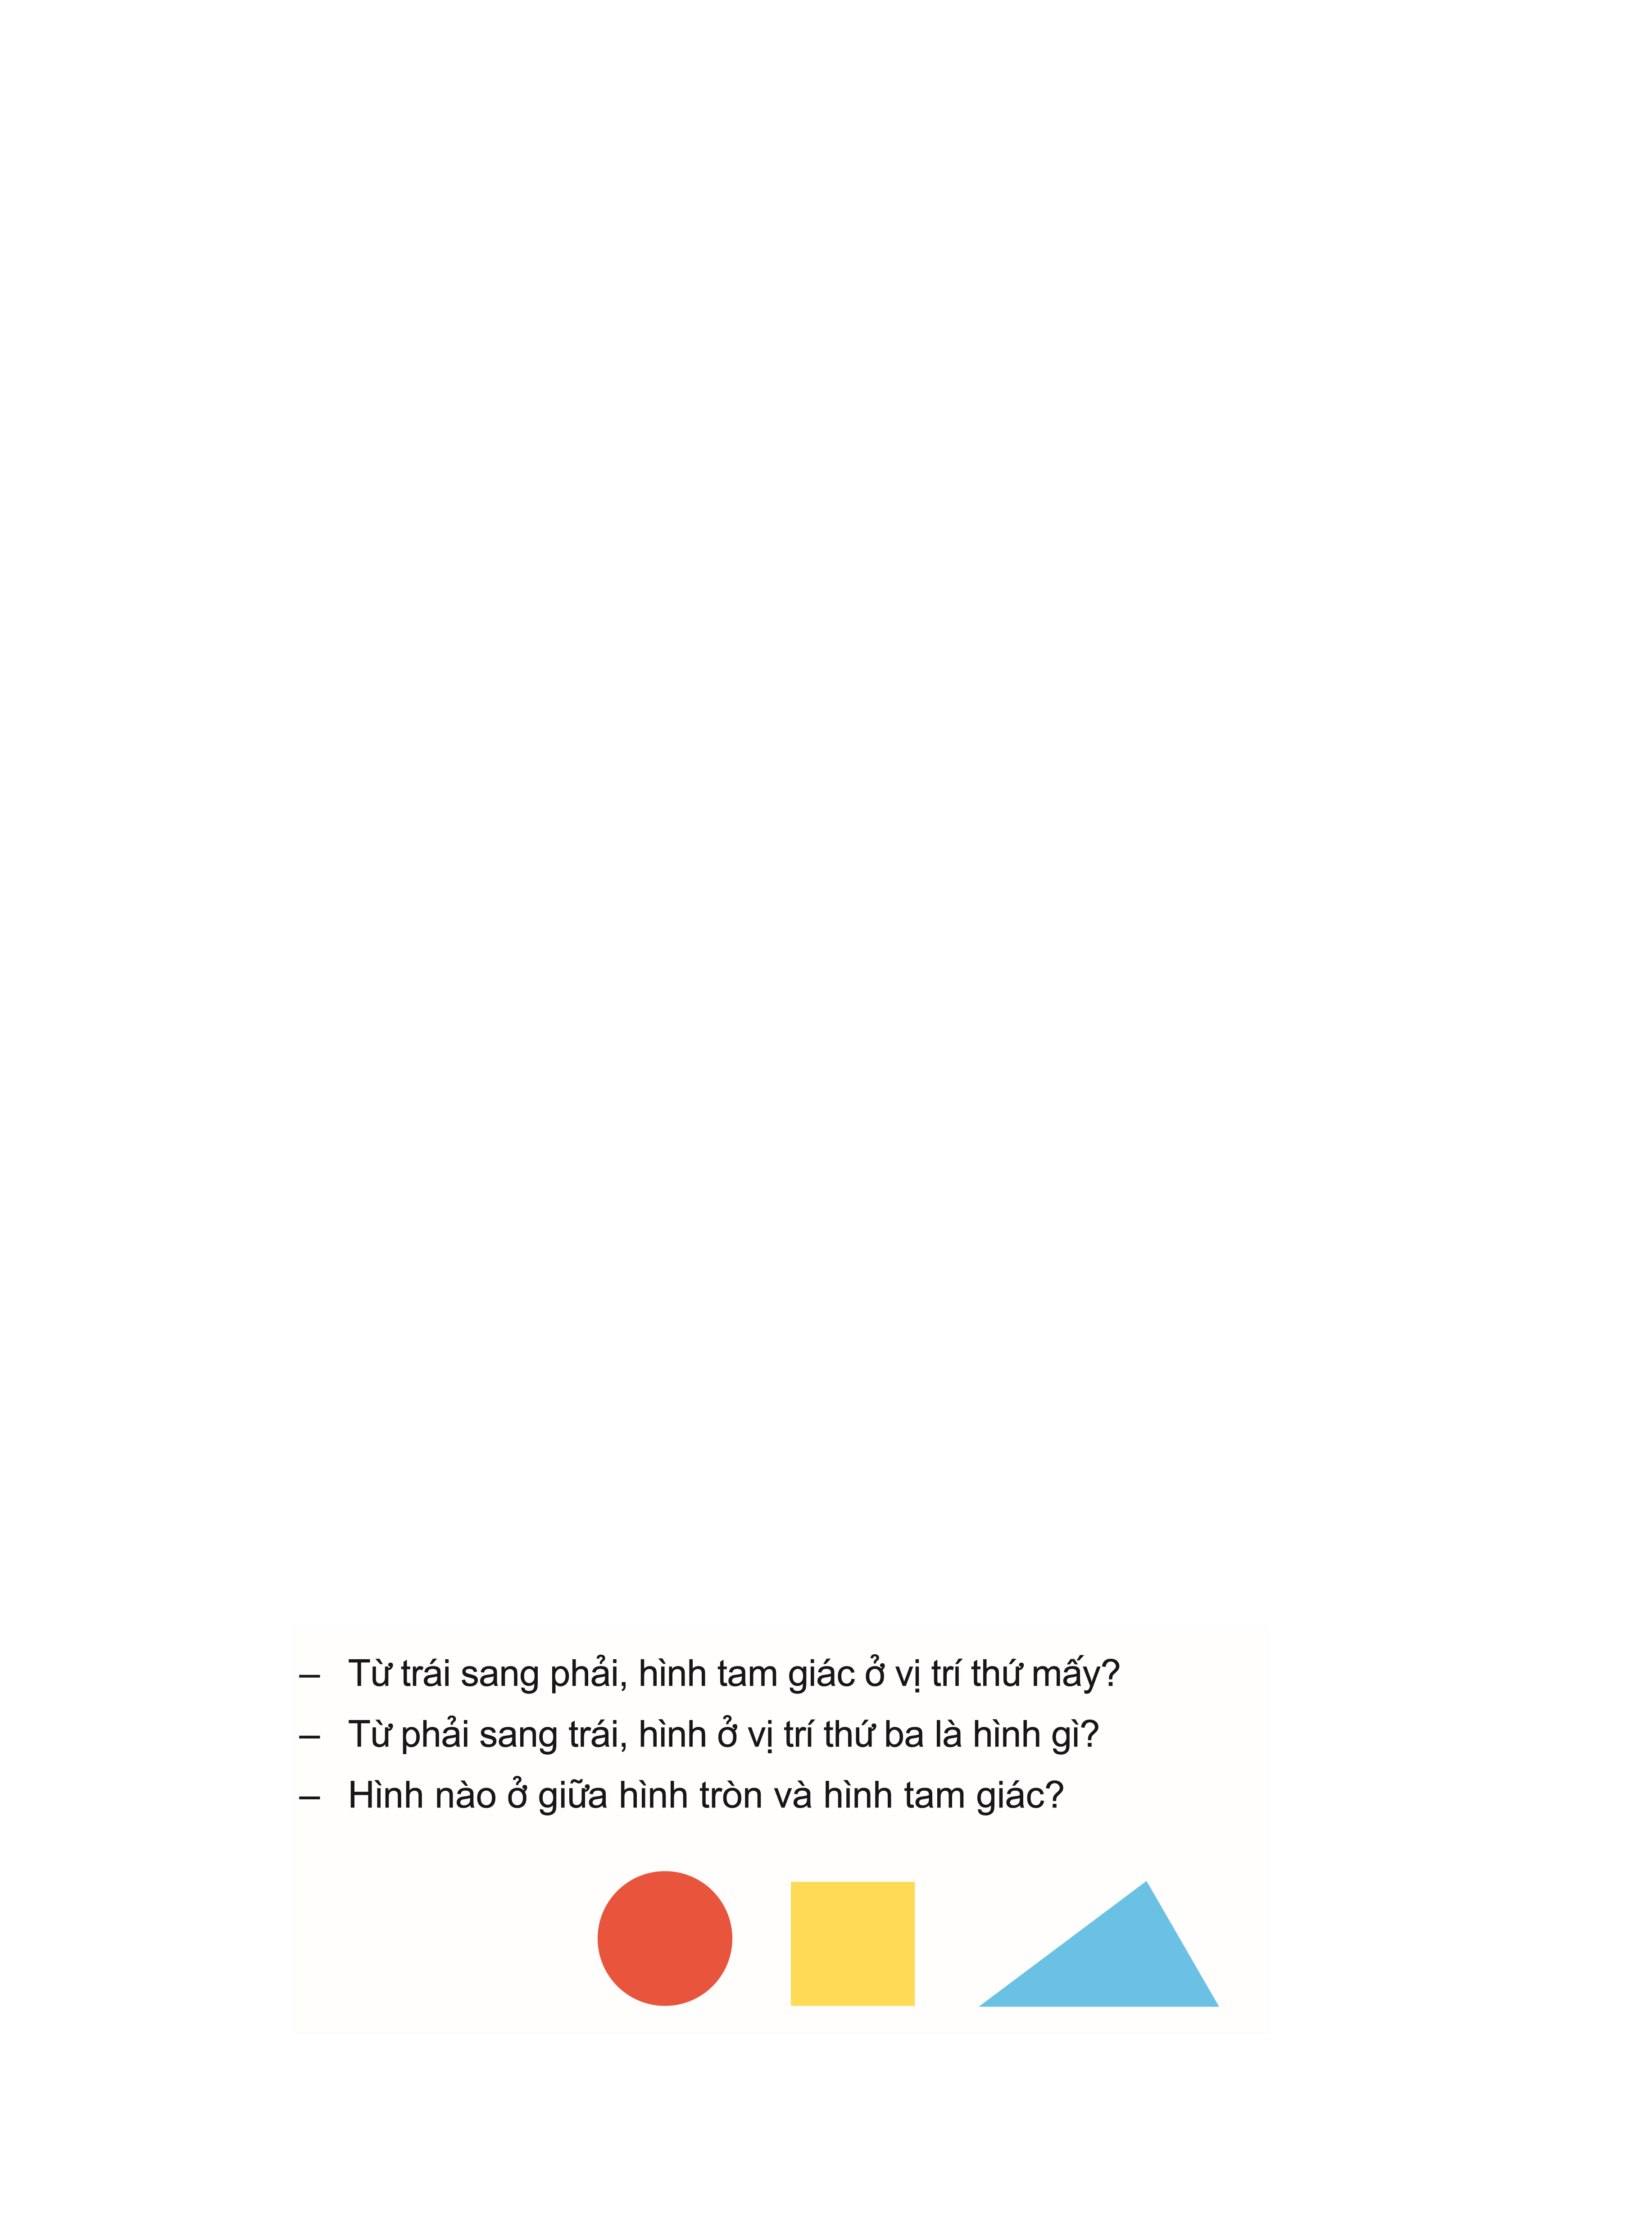 – Từ trái sang phải, hình tam giác ở vị trí thứ mấy?
– Từ phải sang trái, hình ở vị trí thứ ba là hình gì?
– Hình nào ở giữa hình tròn và hình tam giác?